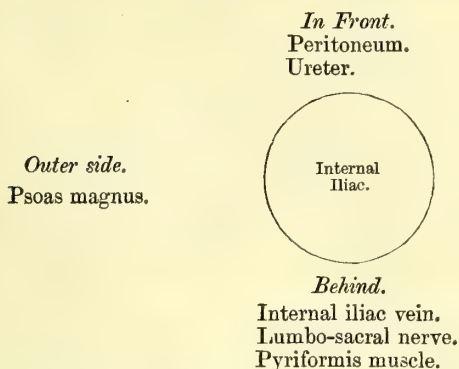 In Front.
Peritoneum.
Ureter.
Outer side.
Psoas magnus.
Internal
Iliac.
Behind.
Internal iliac vein.
Lumbo-sacral nerve.
Pyriformis muscle.